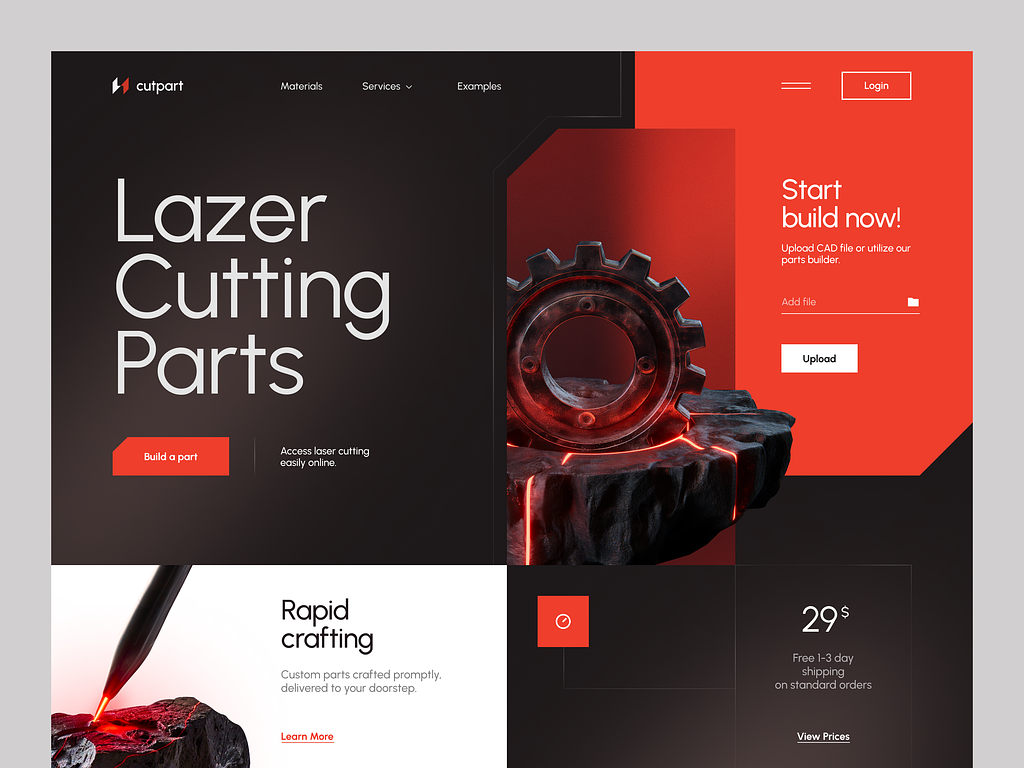 cutpart
Materials
Services
Examples
Login
Lazer
Cutting
Parts
Build a part
Access laser cutting
easily online.
Start
build now!
Upload CAD file or utilize our
parts builder.
Add file
Upload
Rapid
crafting
Custom parts crafted promptly,
delivered to your doorstep.
Learn More
29$
Free 1-3 day
shipping
on standard orders
View Prices